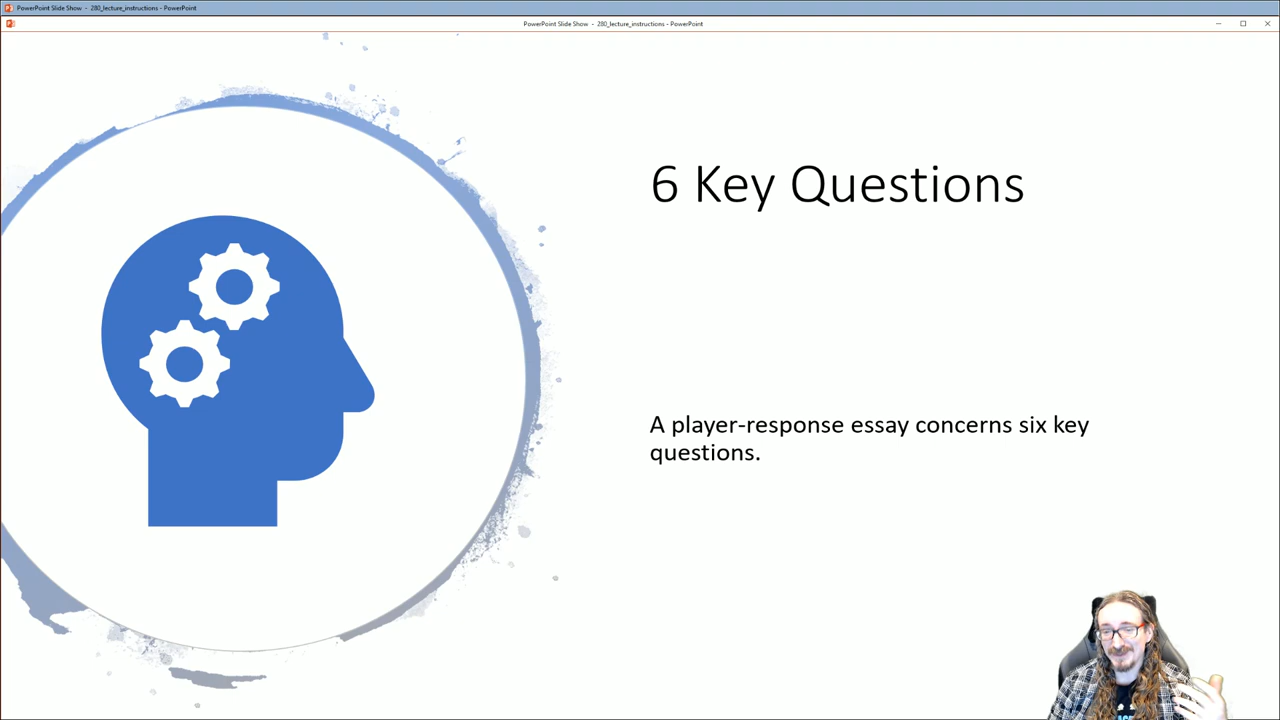 PowerPoint Slide Show - 280_lecture_instructions - PowerPoint
PowerPoint Slide Show - 280_lecture_instructions - PowerPoint
6 Key Questions
A player-response essay concerns six key
questions.